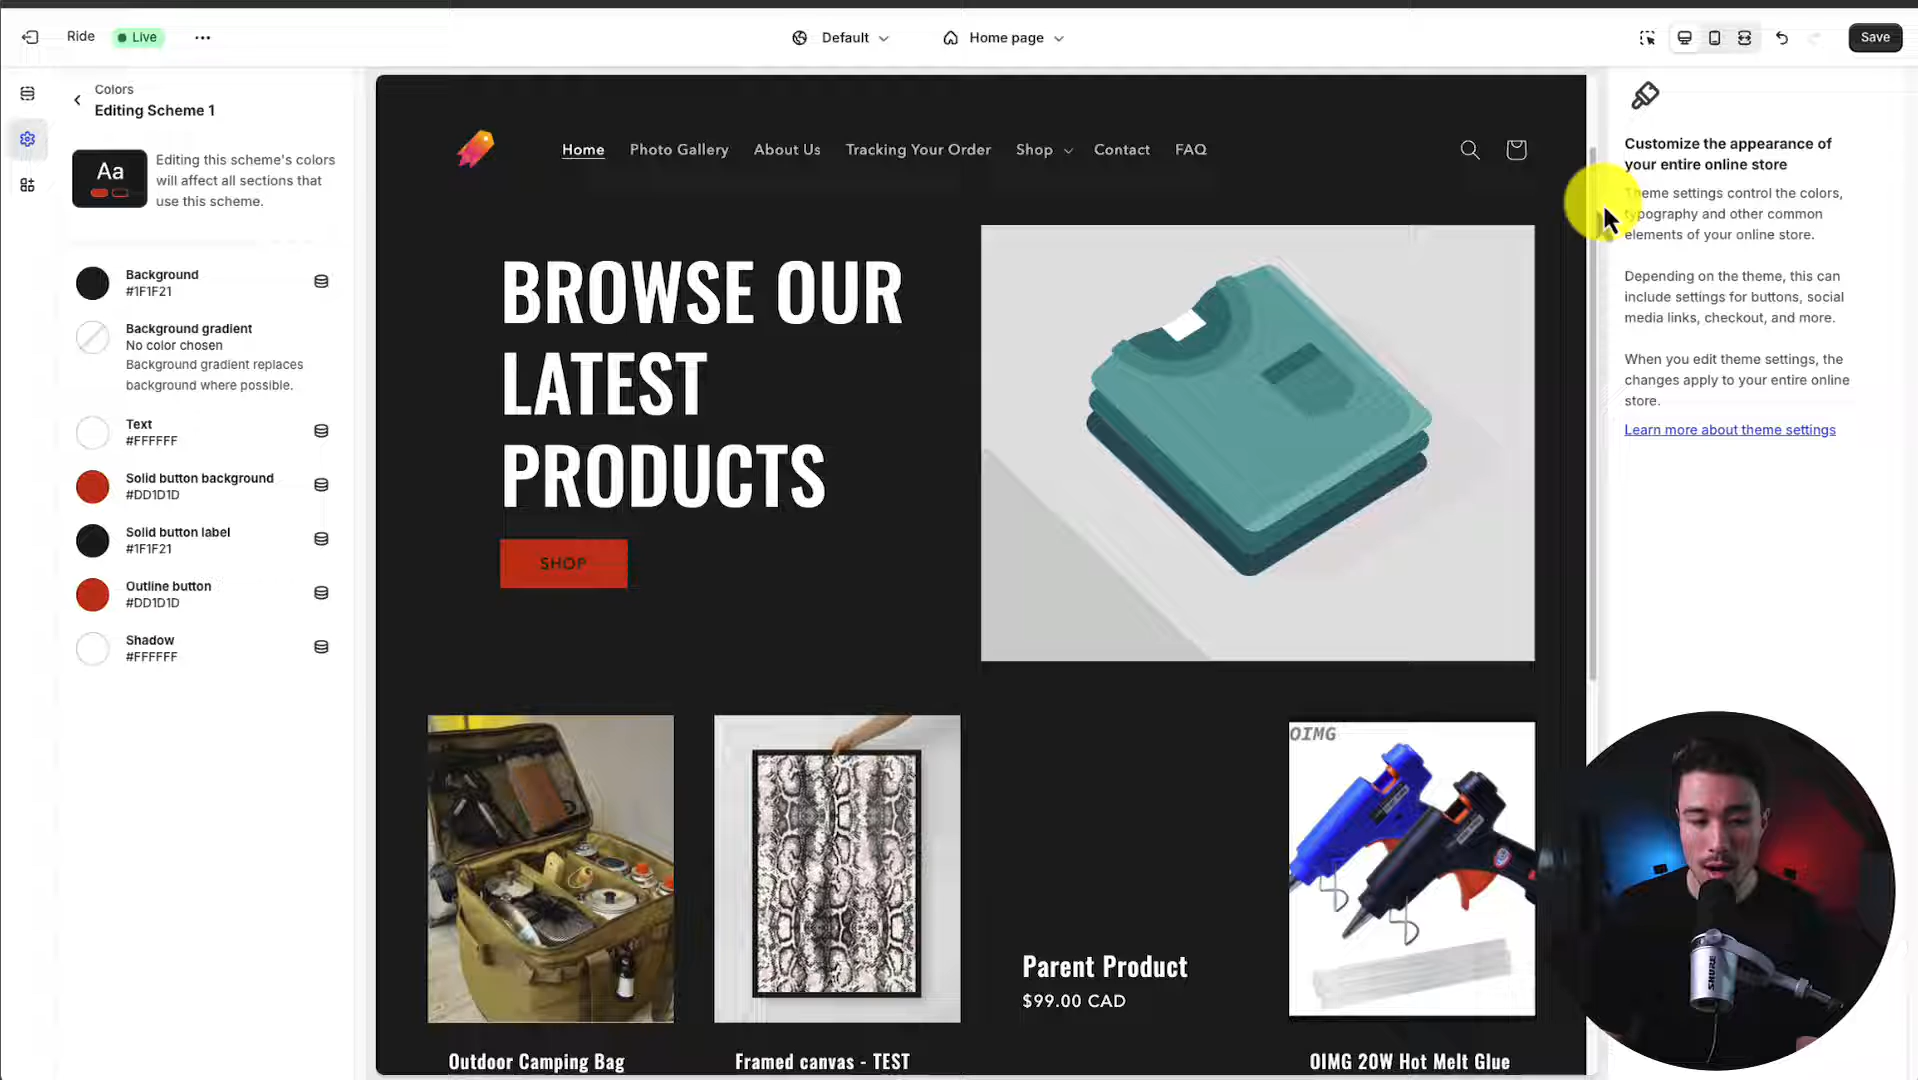 Ride
Live
Default
Home page
Save
Colors
Editing Scheme 1
Aa
Editing this scheme's colors
will affect all sections that
use this scheme.
Background
#1F1F21
Background gradient
No color chosen
Background gradient replaces
background where possible.
Text
#FFFFFF
Solid button background
#DD1D1D
Solid button label
#1F1F21
Outline button
#DD1D1D
Shadow
#FFFFFF
Home
Photo Gallery
About Us
Tracking Your Order
Shop
Contact
FAQ
BROWSE OUR
LATEST
PRODUCTS
SHOP
Parent Product
$99.00 CAD
OIMG
Outdoor Camping Bag
Framed canvas - TEST
OIMG 20W Hot Melt Glue
Customize the appearance of
your entire online store
Theme settings control the colors,
typography and other common
elements of your online store.
Depending on the theme, this can
include settings for buttons, social
media links, checkout, and more.
When you edit theme settings, the
changes apply to your entire online
store.
Learn more about theme settings
SHURE